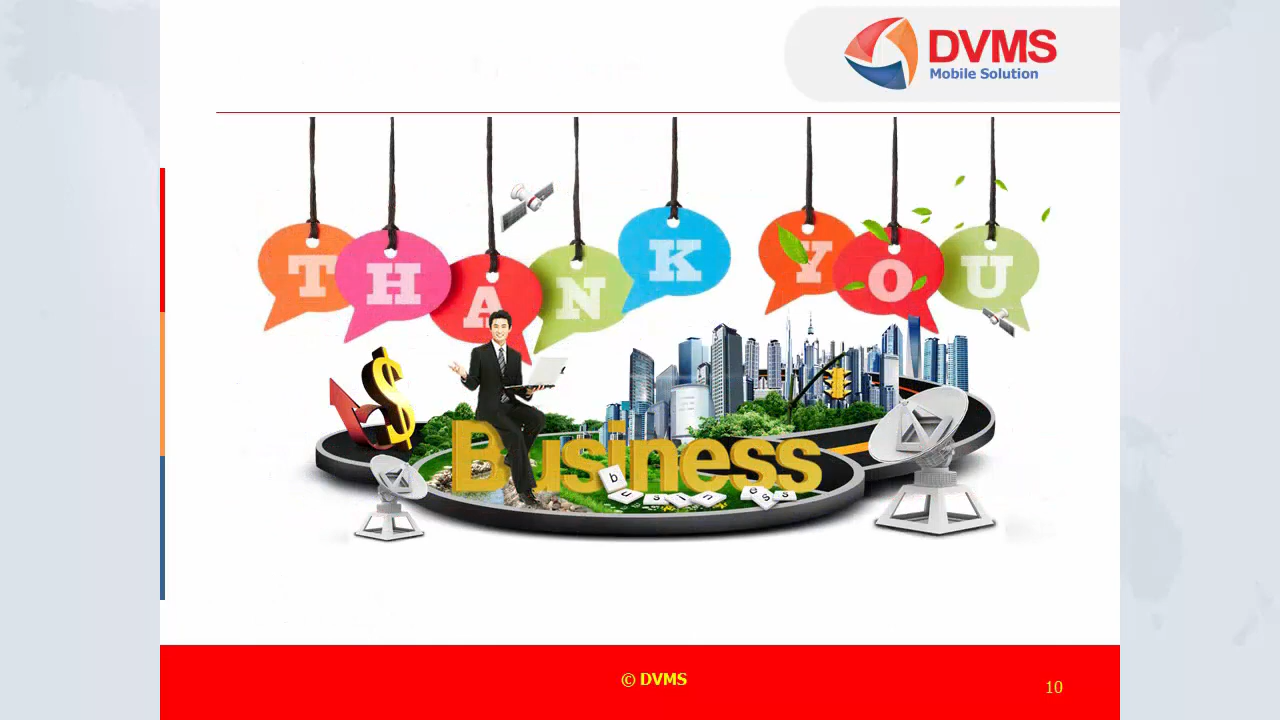 DVMS
Mobile Solution
THANK YOU
Business
business
© DVMS
10